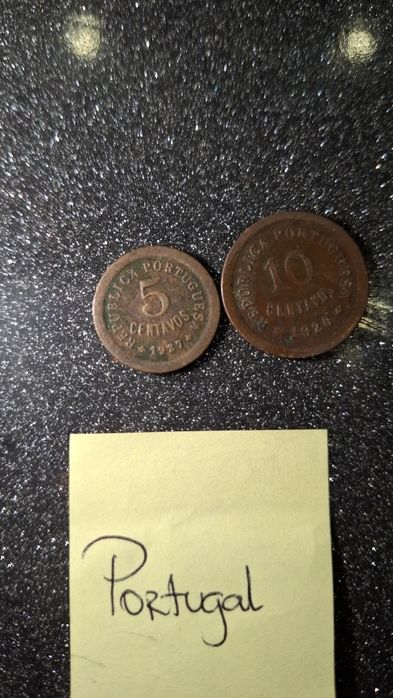 REPUBLICA PORTUGUESA
5
CENTAVOS
* 1927 *
REPUBLICA PORTUGUESA
10
CENTAVOS
* 1926 *
Portugal